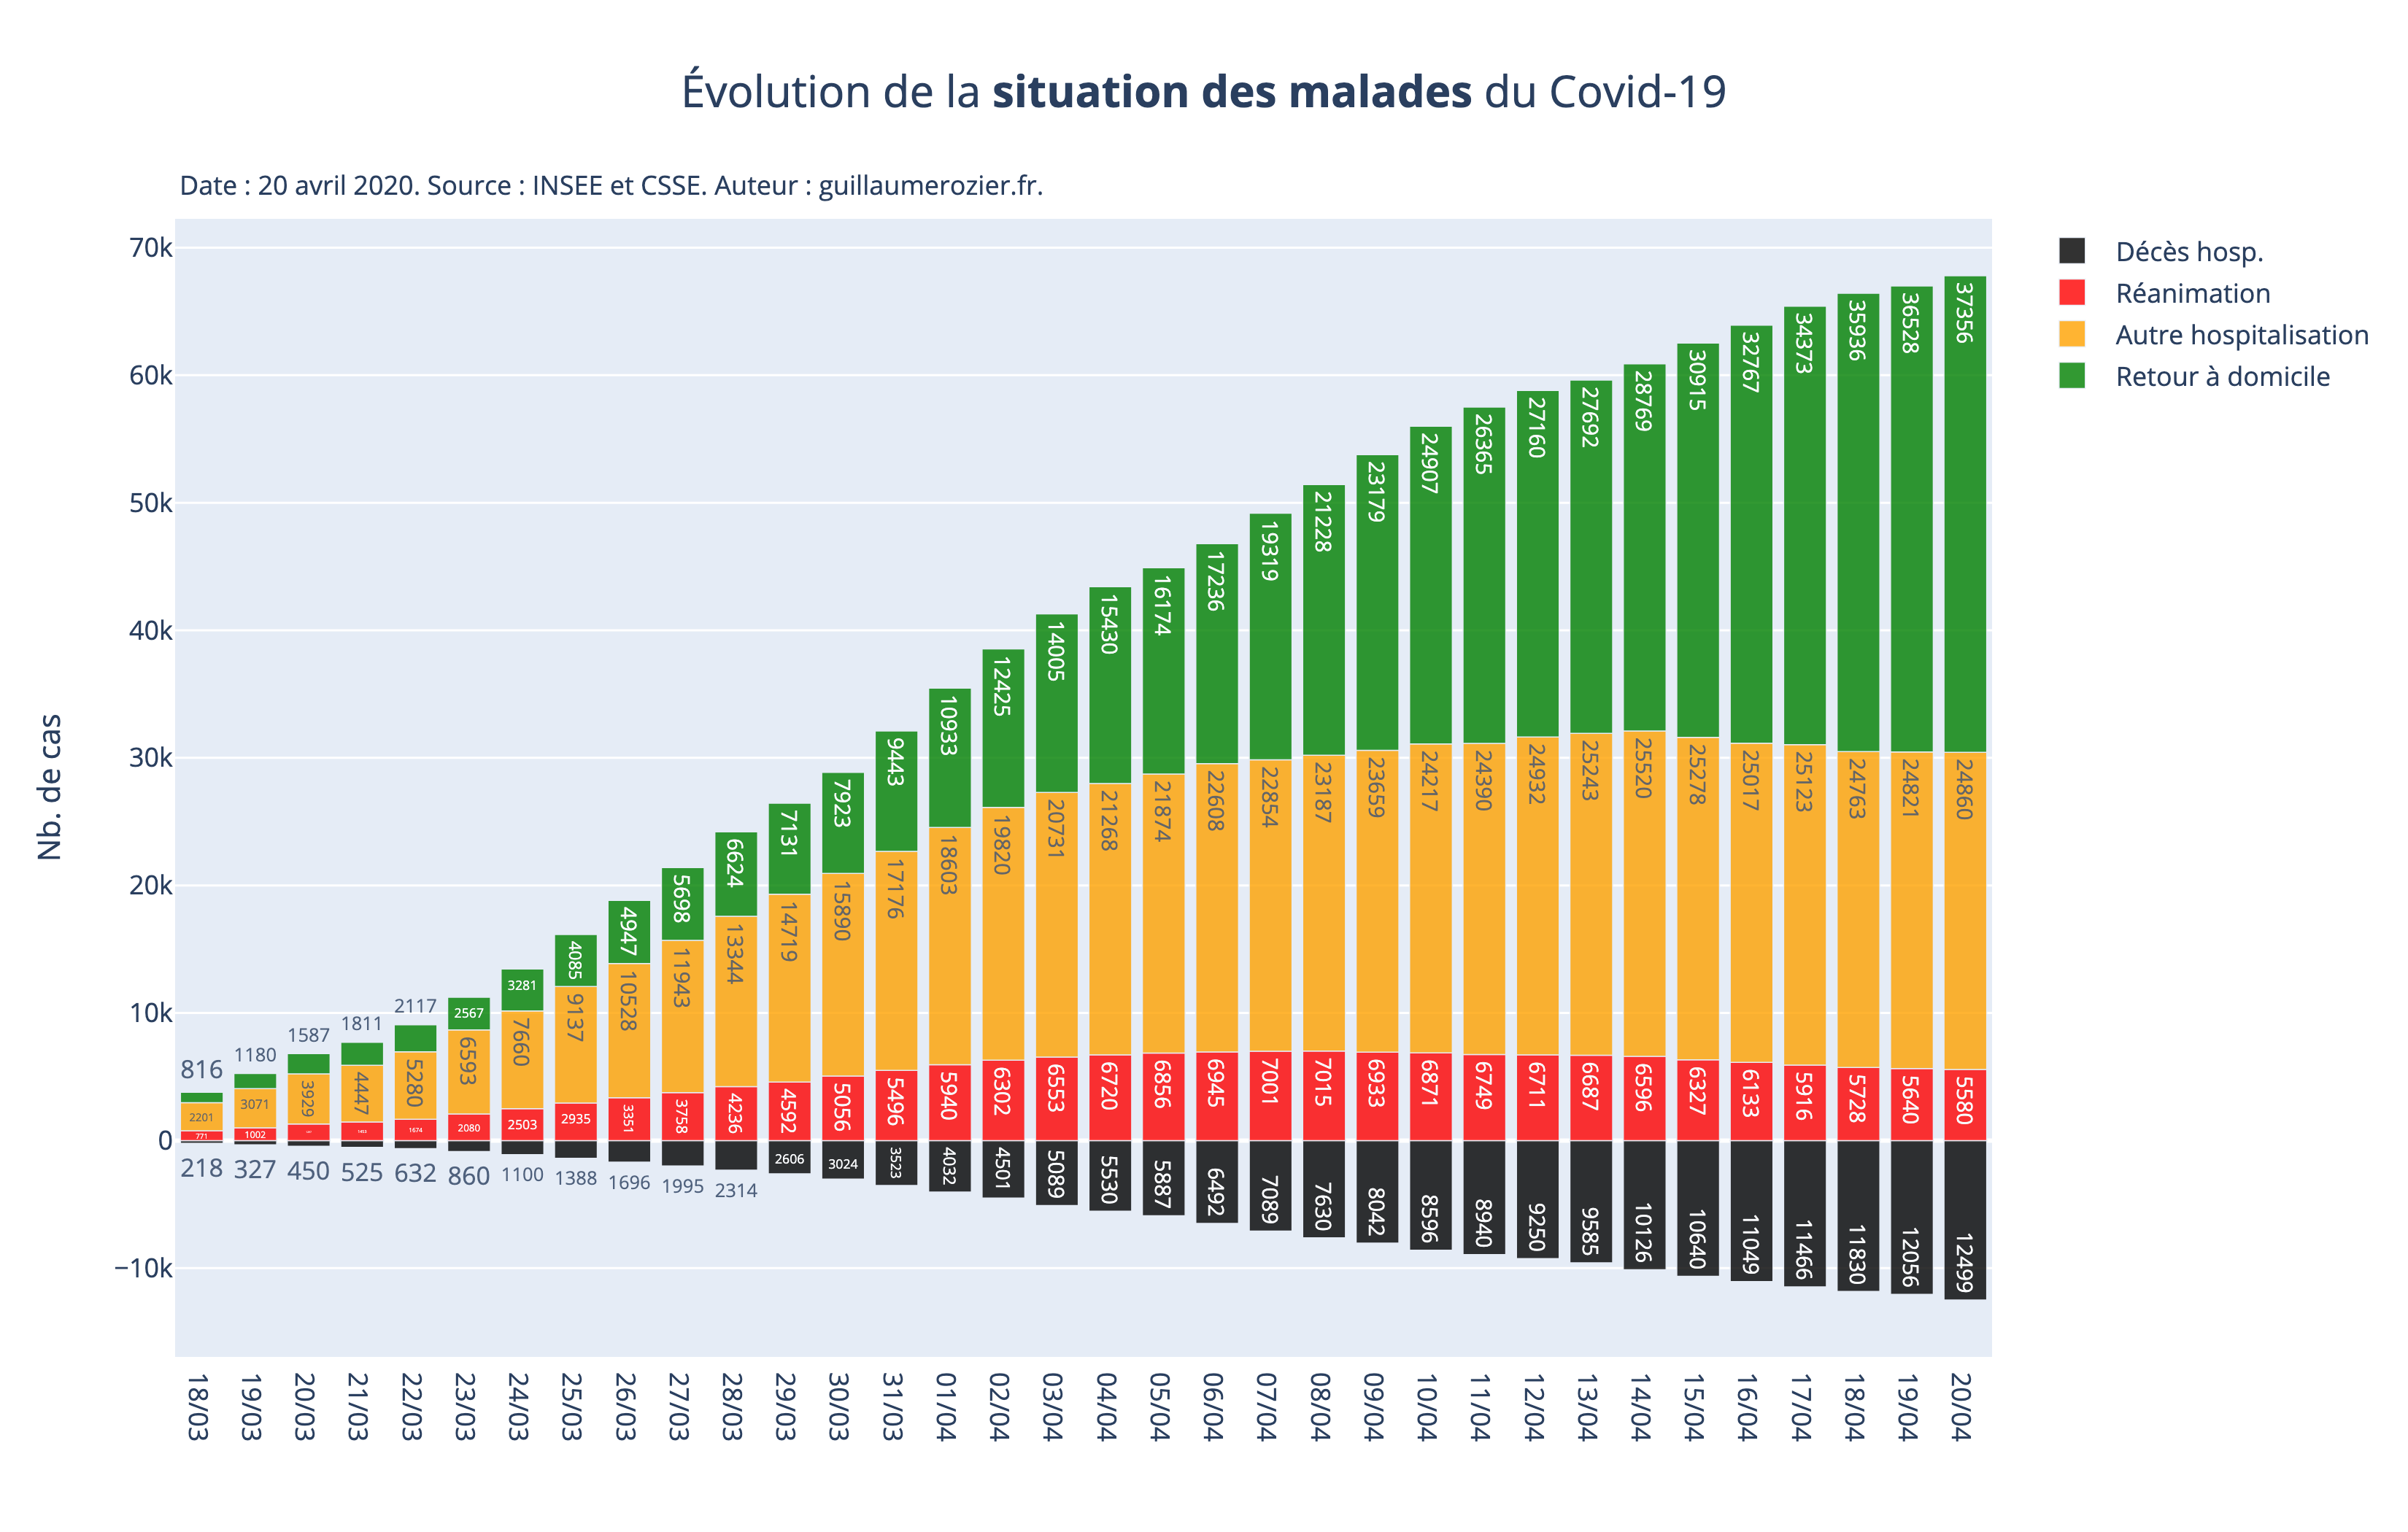 Évolution de la situation des malades du Covid-19
Date : 20 avril 2020. Source : INSEE et CSSE. Auteur : guillaumerozier.fr.
Décès hosp.
Réanimation
Autre hospitalisation
Retour à domicile
Nb. de cas
70k
60k
50k
40k
30k
20k
10k
0
−10k
816 1180 1587 1811 2117 2567 3281 4085 4947 5698 6624 7131 7923 9443 10933 12425 14005 15430 16174 17236 19319 21228 23179 24907 26365 27160 27692 28769 30915 32767 34373 35936 36528 37356
2201 3071 3929 4447 5280 6593 7660 9137 10528 11943 13344 14719 15890 17176 18603 19820 20731 21268 21874 22608 22854 23187 23659 24217 24390 24932 25243 25520 25278 25017 25123 24763 24821 24860
771 1002 1674 2080 2503 2935 3351 3758 4236 4592 5056 5496 5940 6302 6553 6720 6856 6945 7001 7015 6933 6871 6749 6711 6687 6596 6327 6133 5916 5728 5640 5580
218 327 450 525 632 860 1100 1388 1696 1995 2314 2606 3024 3523 4032 4501 5089 5530 5887 6492 7089 7630 8042 8596 8940 9250 9585 10126 10640 11049 11466 11830 12056 12499
18/03 19/03 20/03 21/03 22/03 23/03 24/03 25/03 26/03 27/03 28/03 29/03 30/03 31/03 01/04 02/04 03/04 04/04 05/04 06/04 07/04 08/04 09/04 10/04 11/04 12/04 13/04 14/04 15/04 16/04 17/04 18/04 19/04 20/04